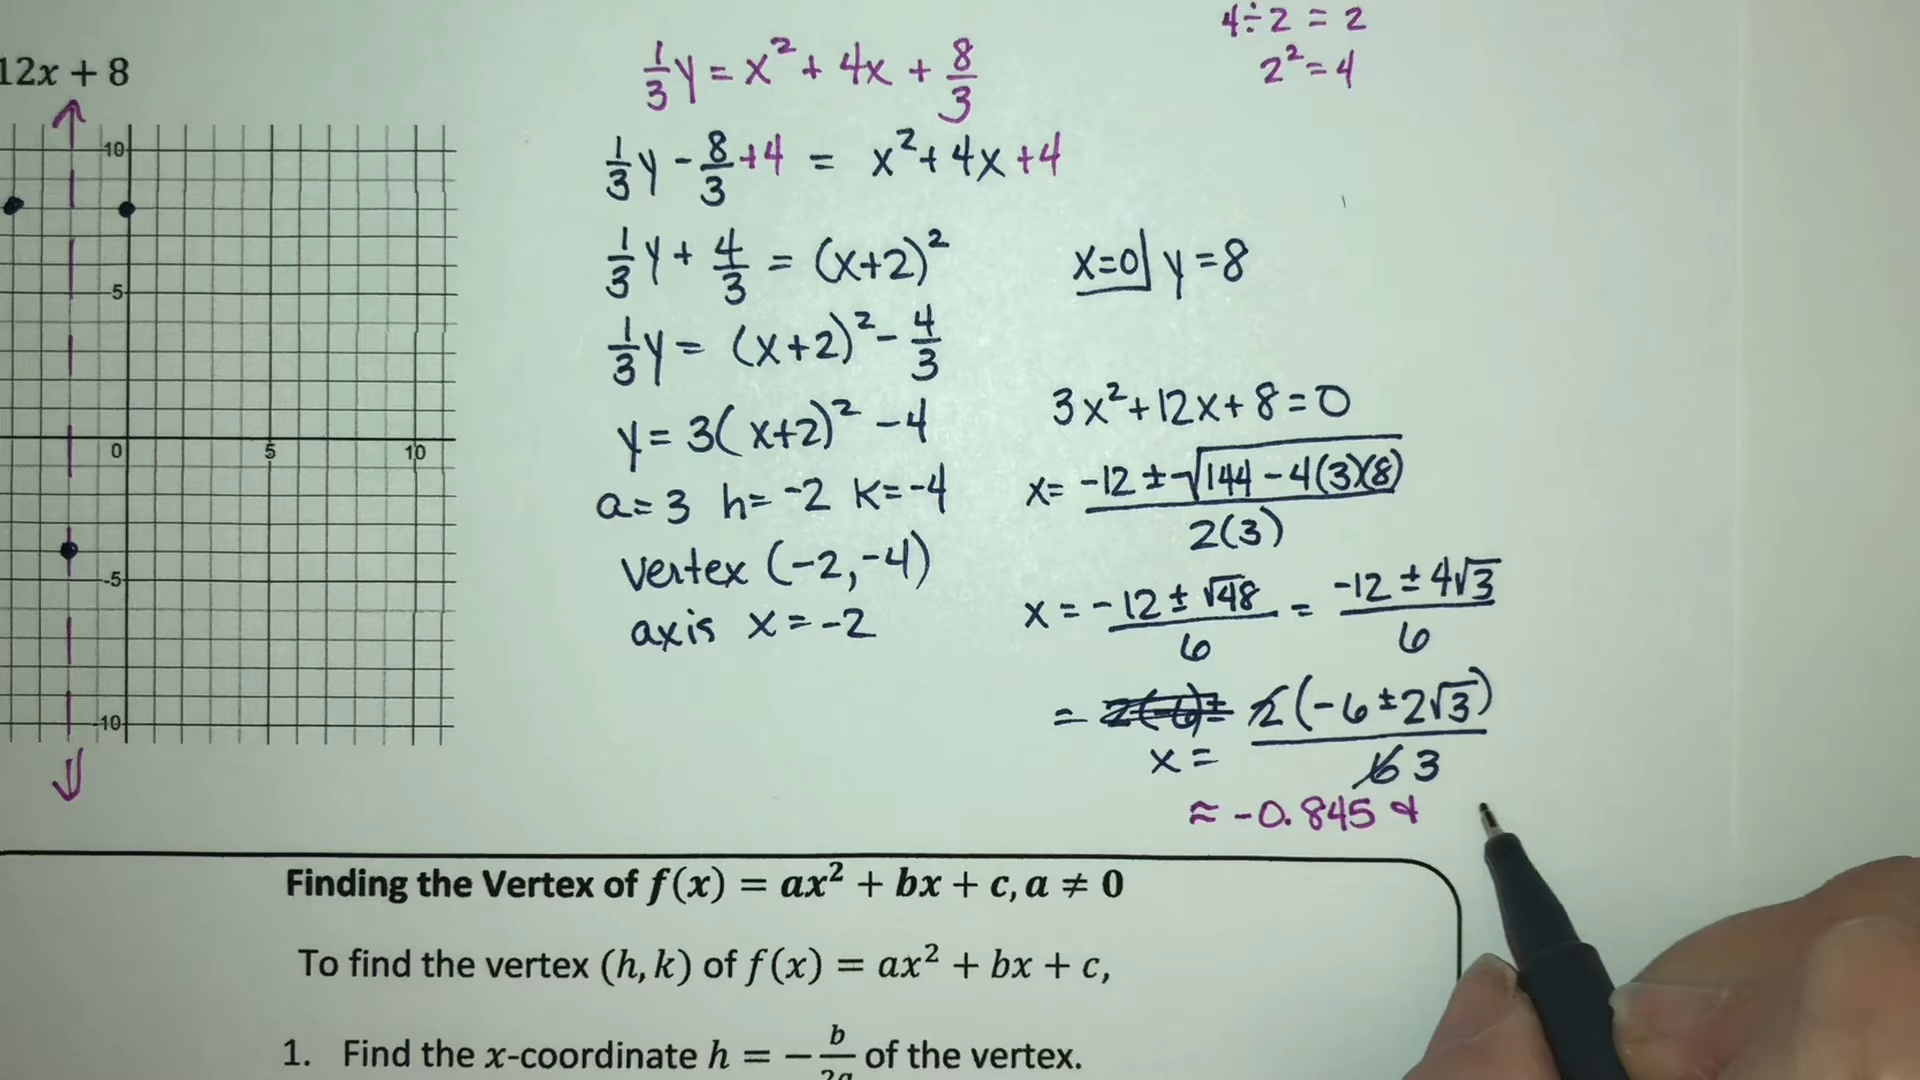 12x + 8
10
5
0 5 10
-5
-10
1/3 y = x² + 4x + 8/3
1/3 y - 8/3 + 4 = x² + 4x + 4
1/3 y + 4/3 = (x+2)²
1/3 y = (x+2)² - 4/3
y = 3(x+2)² - 4
a = 3 h = -2 k = -4
vertex (-2, -4)
axis x = -2
4÷2 = 2
2² = 4
x=0| y = 8
3x² + 12x + 8 = 0
x = (-12 ± √(144 - 4(3)(8)))/(2(3))
x = (-12 ± √48)/6 = (-12 ± 4√3)/6
= 2(-6)±
x = 2(-6 ± 2√3)/6 3
≈ -0.845 &
Finding the Vertex of f(x) = ax² + bx + c, a ≠ 0
To find the vertex (h, k) of f(x) = ax² + bx + c,
1. Find the x-coordinate h = -b/2a of the vertex.